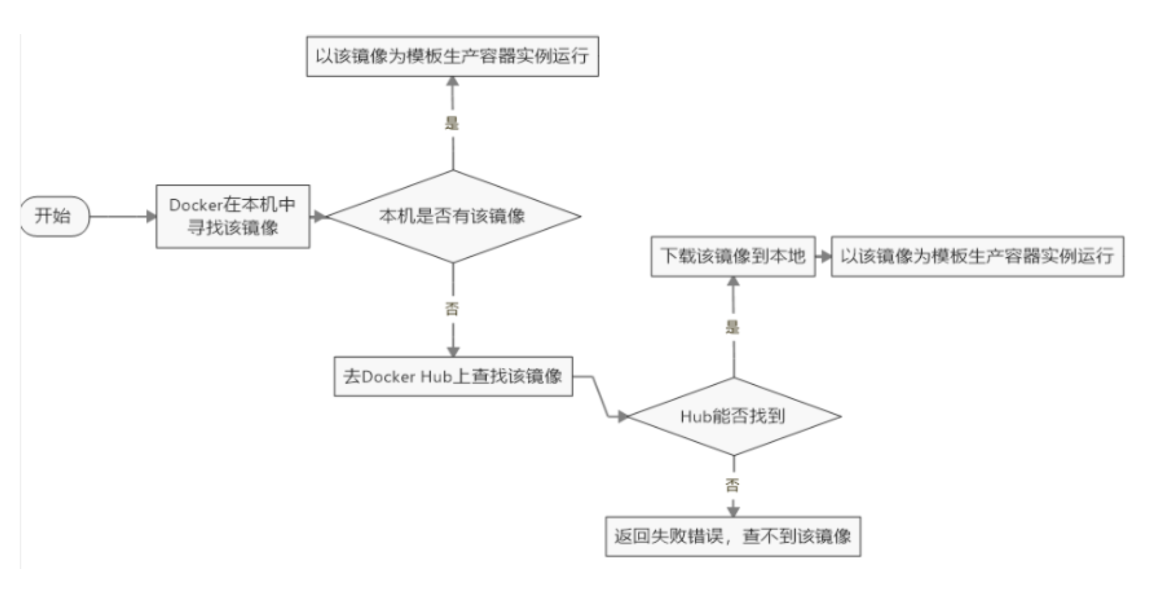 以该镜像为模板生产容器实例运行
是
开始
Docker在本机中
寻找该镜像
本机是否有该镜像
否
去Docker Hub上查找该镜像
Hub能否找到
是
下载该镜像到本地
以该镜像为模板生产容器实例运行
否
返回失败错误，查不到该镜像